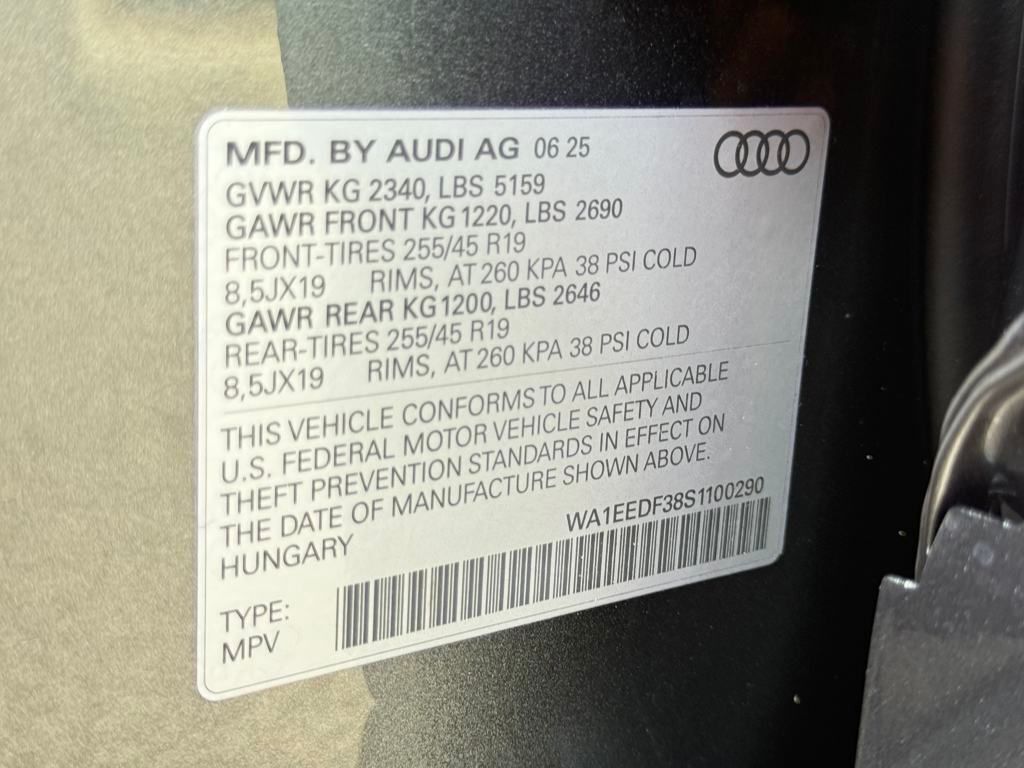 MFD. BY AUDI AG 06 25
GVWR KG 2340, LBS 5159
GAWR FRONT KG 1220, LBS 2690
FRONT-TIRES 255/45 R19
8,5JX19 RIMS, AT 260 KPA 38 PSI COLD
GAWR REAR KG1200, LBS 2646
REAR-TIRES 255/45 R19
8,5JX19 RIMS, AT 260 KPA 38 PSI COLD
THIS VEHICLE CONFORMS TO ALL APPLICABLE
U.S. FEDERAL MOTOR VEHICLE SAFETY AND
THEFT PREVENTION STANDARDS IN EFFECT ON
THE DATE OF MANUFACTURE SHOWN ABOVE.
HUNGARY WA1EEDF38S1100290
TYPE:
MPV